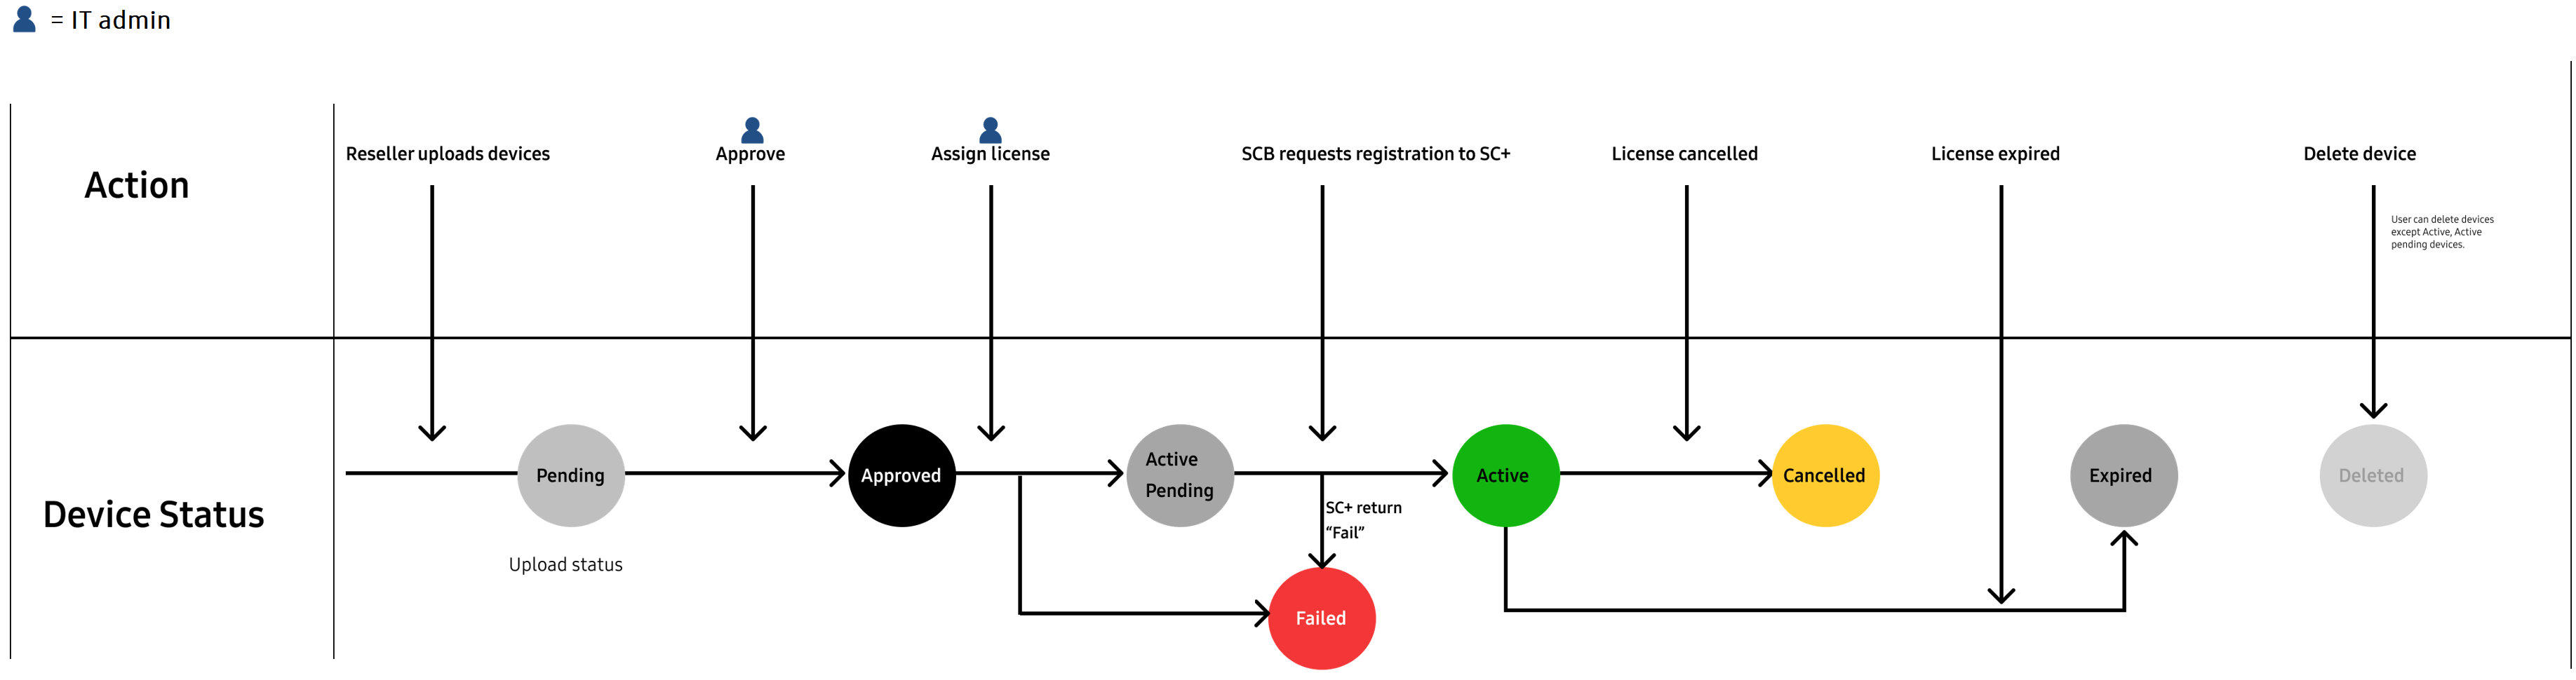 = IT admin
Action
Reseller uploads devices
Approve
Assign license
SCB requests registration to SC+
License cancelled
License expired
Delete device
User can delete devices
except Active, Active
pending devices.
Device Status
Pending
Upload status
Approved
Active
Pending
SC+ return
“Fail”
Failed
Active
Cancelled
Expired
Deleted